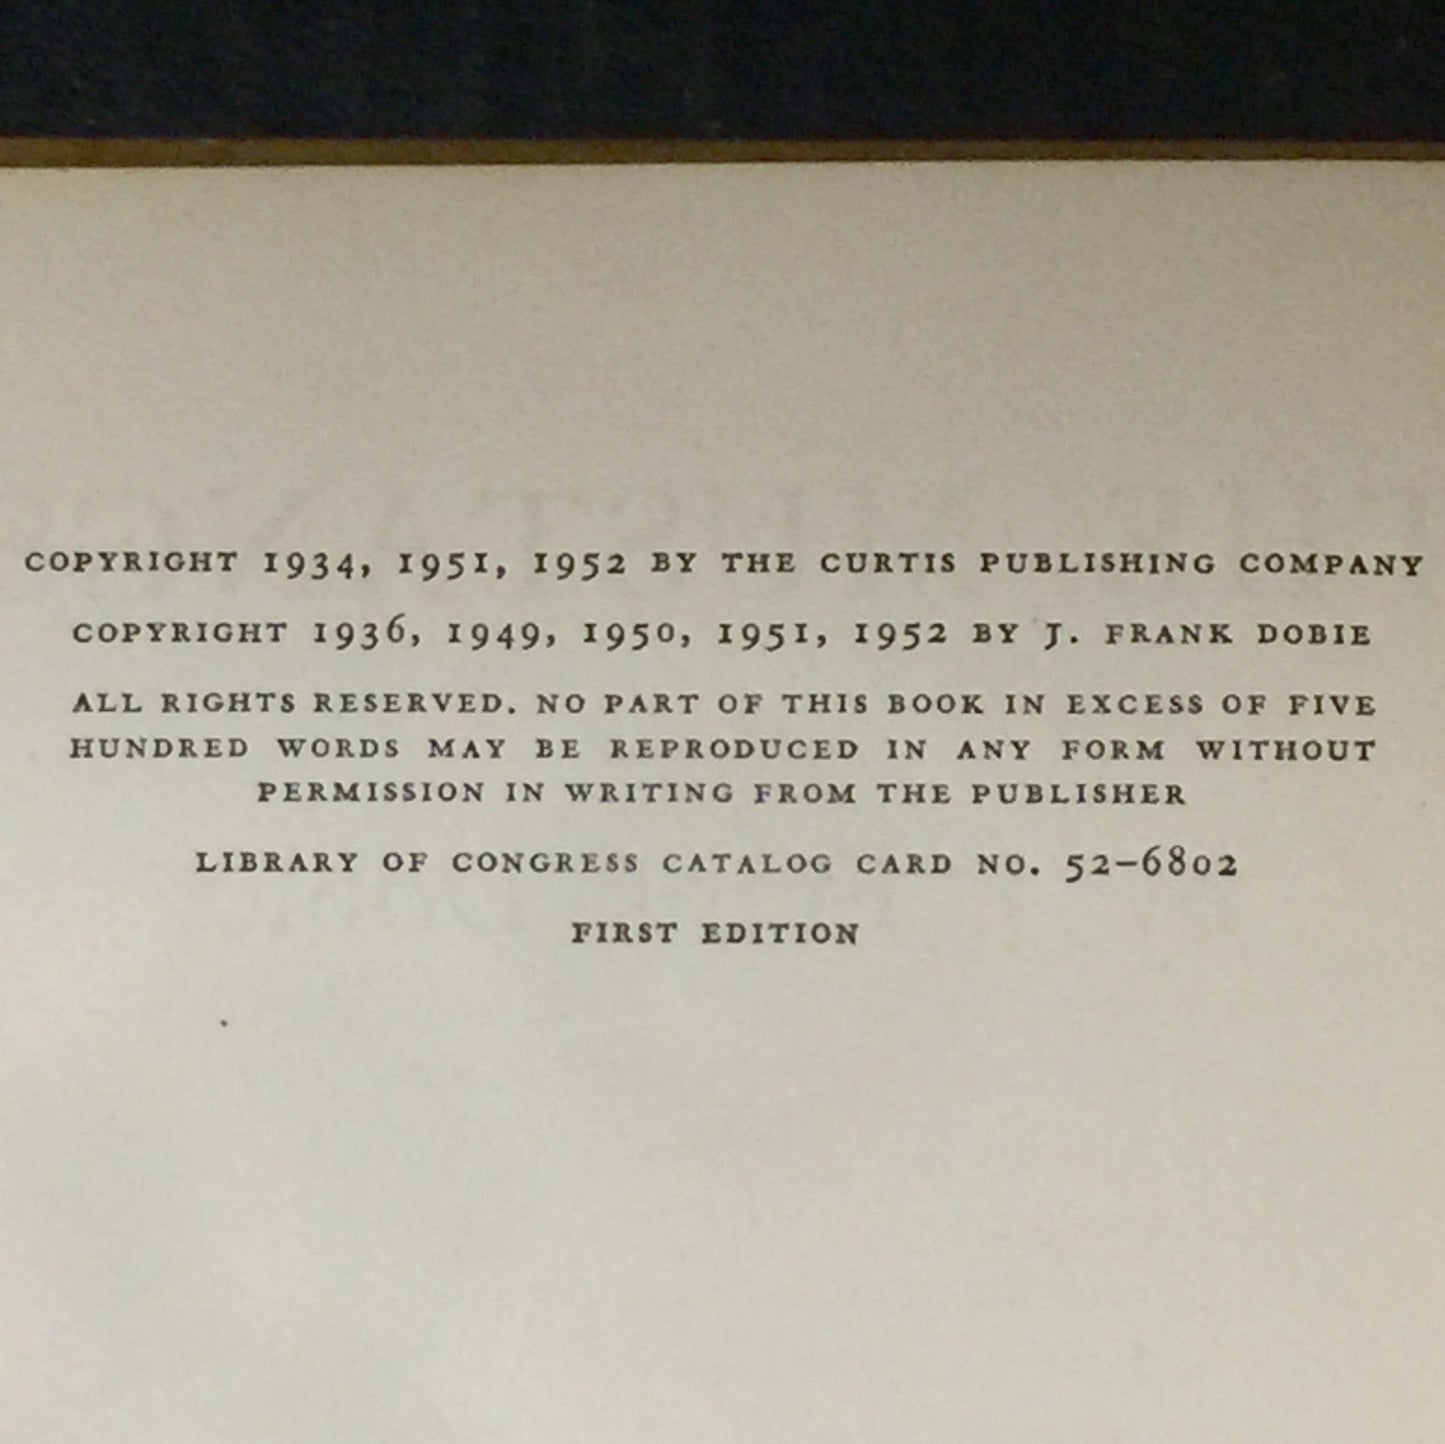 COPYRIGHT 1934, 1951, 1952 BY THE CURTIS PUBLISHING COMPANY
COPYRIGHT 1936, 1949, 1950, 1951, 1952 BY J. FRANK DOBIE
ALL RIGHTS RESERVED. NO PART OF THIS BOOK IN EXCESS OF FIVE
HUNDRED WORDS MAY BE REPRODUCED IN ANY FORM WITHOUT
PERMISSION IN WRITING FROM THE PUBLISHER
LIBRARY OF CONGRESS CATALOG CARD NO. 52–6802
FIRST EDITION